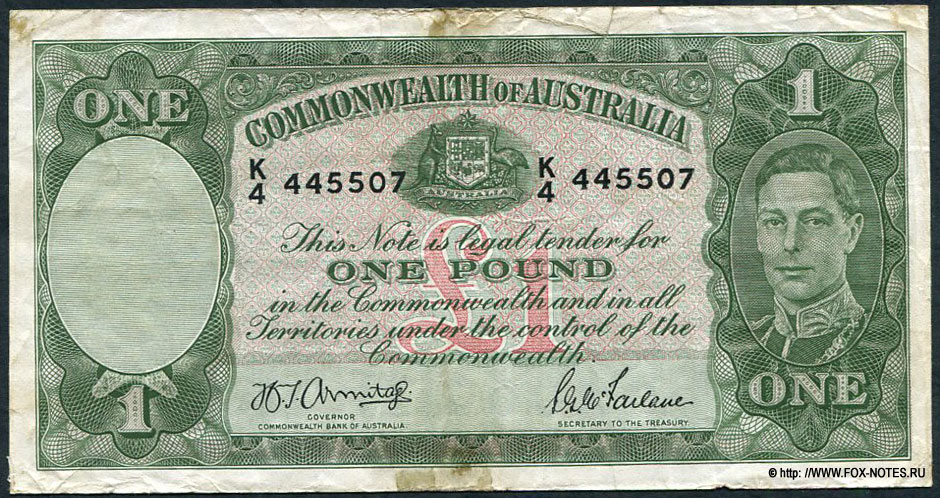 ONE
1
COMMONWEALTH OF AUSTRALIA
K/4 445507
K/4 445507
AUSTRALIA
£1
This Note is legal tender for
ONE POUND
in the Commonwealth and in all
Territories under the control of the
Commonwealth.
H.T. Armitage
GOVERNOR
COMMONWEALTH BANK OF AUSTRALIA.
S.G. McFarlane
SECRETARY TO THE TREASURY.
1
ONE
© http: //WWW.FOX-NOTES.RU